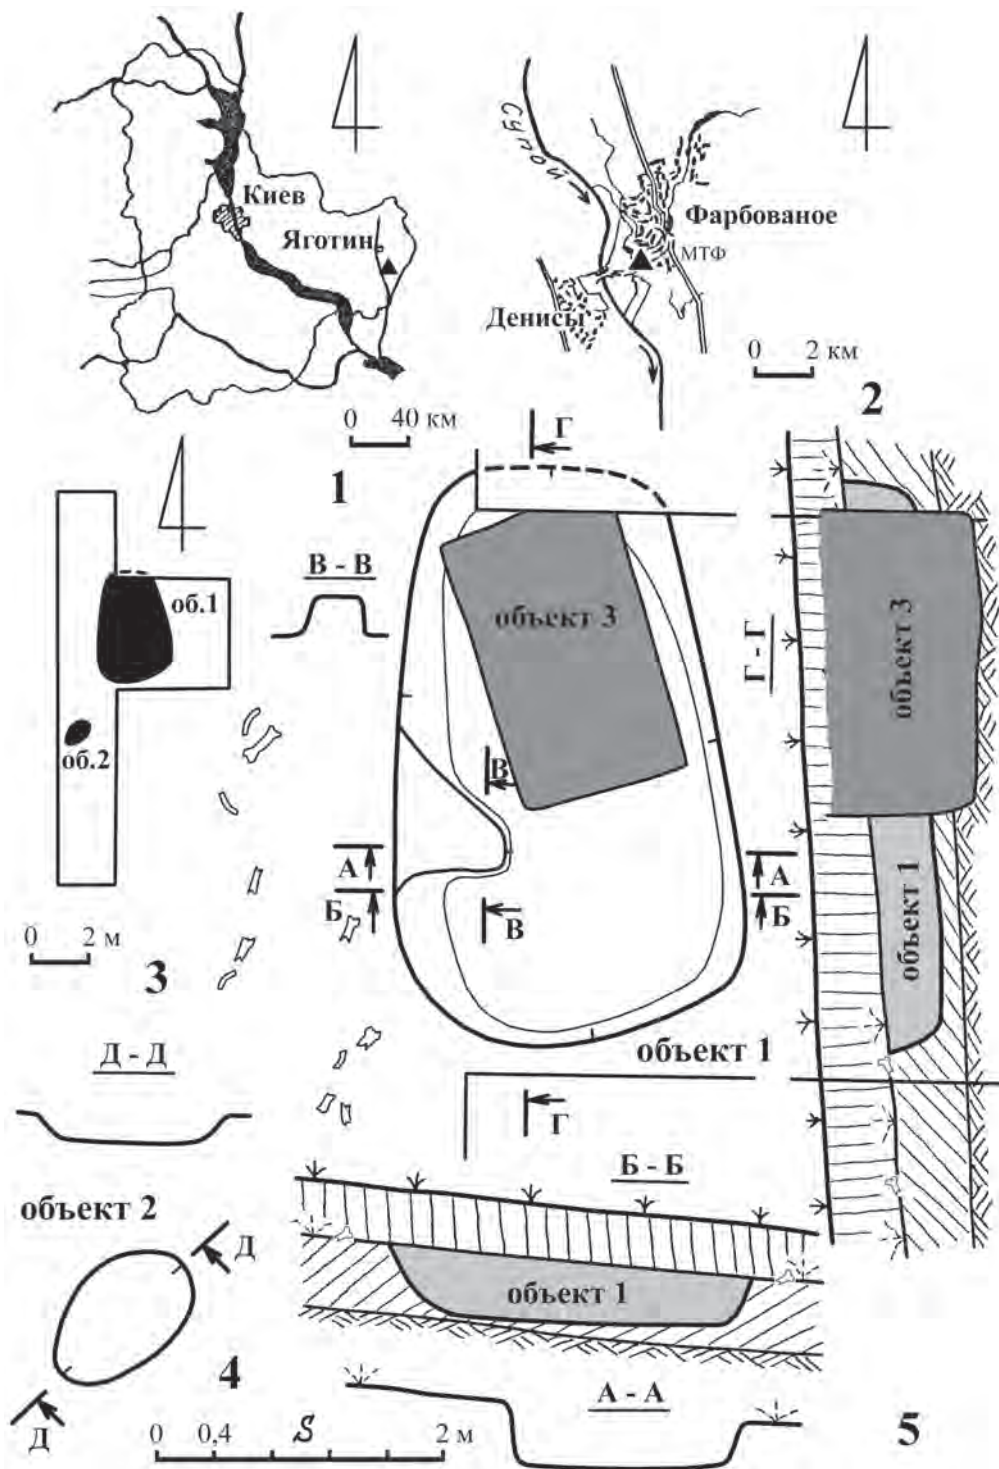 Киев
Яготин
0 40 км
1
Супой
Фарбованое
МТФ
Денисы
0 2 км
2
об.1
об.2
0 2 м
3
В - В
Г
объект 3
В
А
Б
В
А
Б
объект 1
Г
Г - Г
объект 3
объект 1
Д - Д
объект 2
Д
Д
4
Б - Б
объект 1
А - А
0 0,4 2 м
5